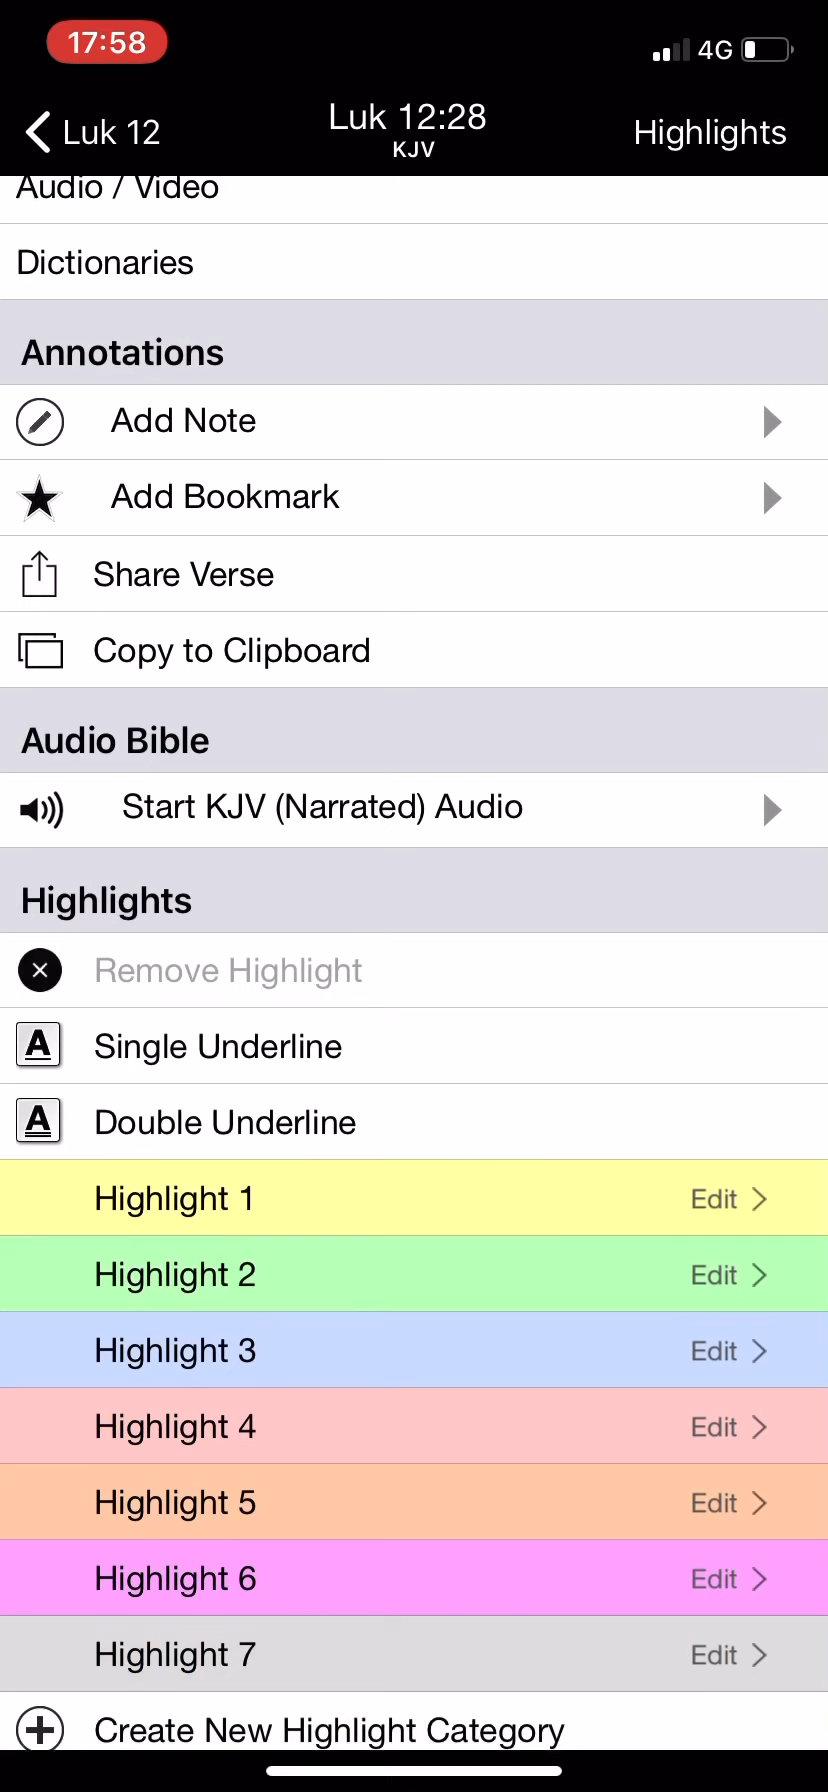 17:58
4G
Luk 12
Luk 12:28
KJV
Highlights
Audio / Video
Dictionaries
Annotations
Add Note
Add Bookmark
Share Verse
Copy to Clipboard
Audio Bible
Start KJV (Narrated) Audio
Highlights
Remove Highlight
A Single Underline
A Double Underline
Highlight 1 Edit
Highlight 2 Edit
Highlight 3 Edit
Highlight 4 Edit
Highlight 5 Edit
Highlight 6 Edit
Highlight 7 Edit
Create New Highlight Category